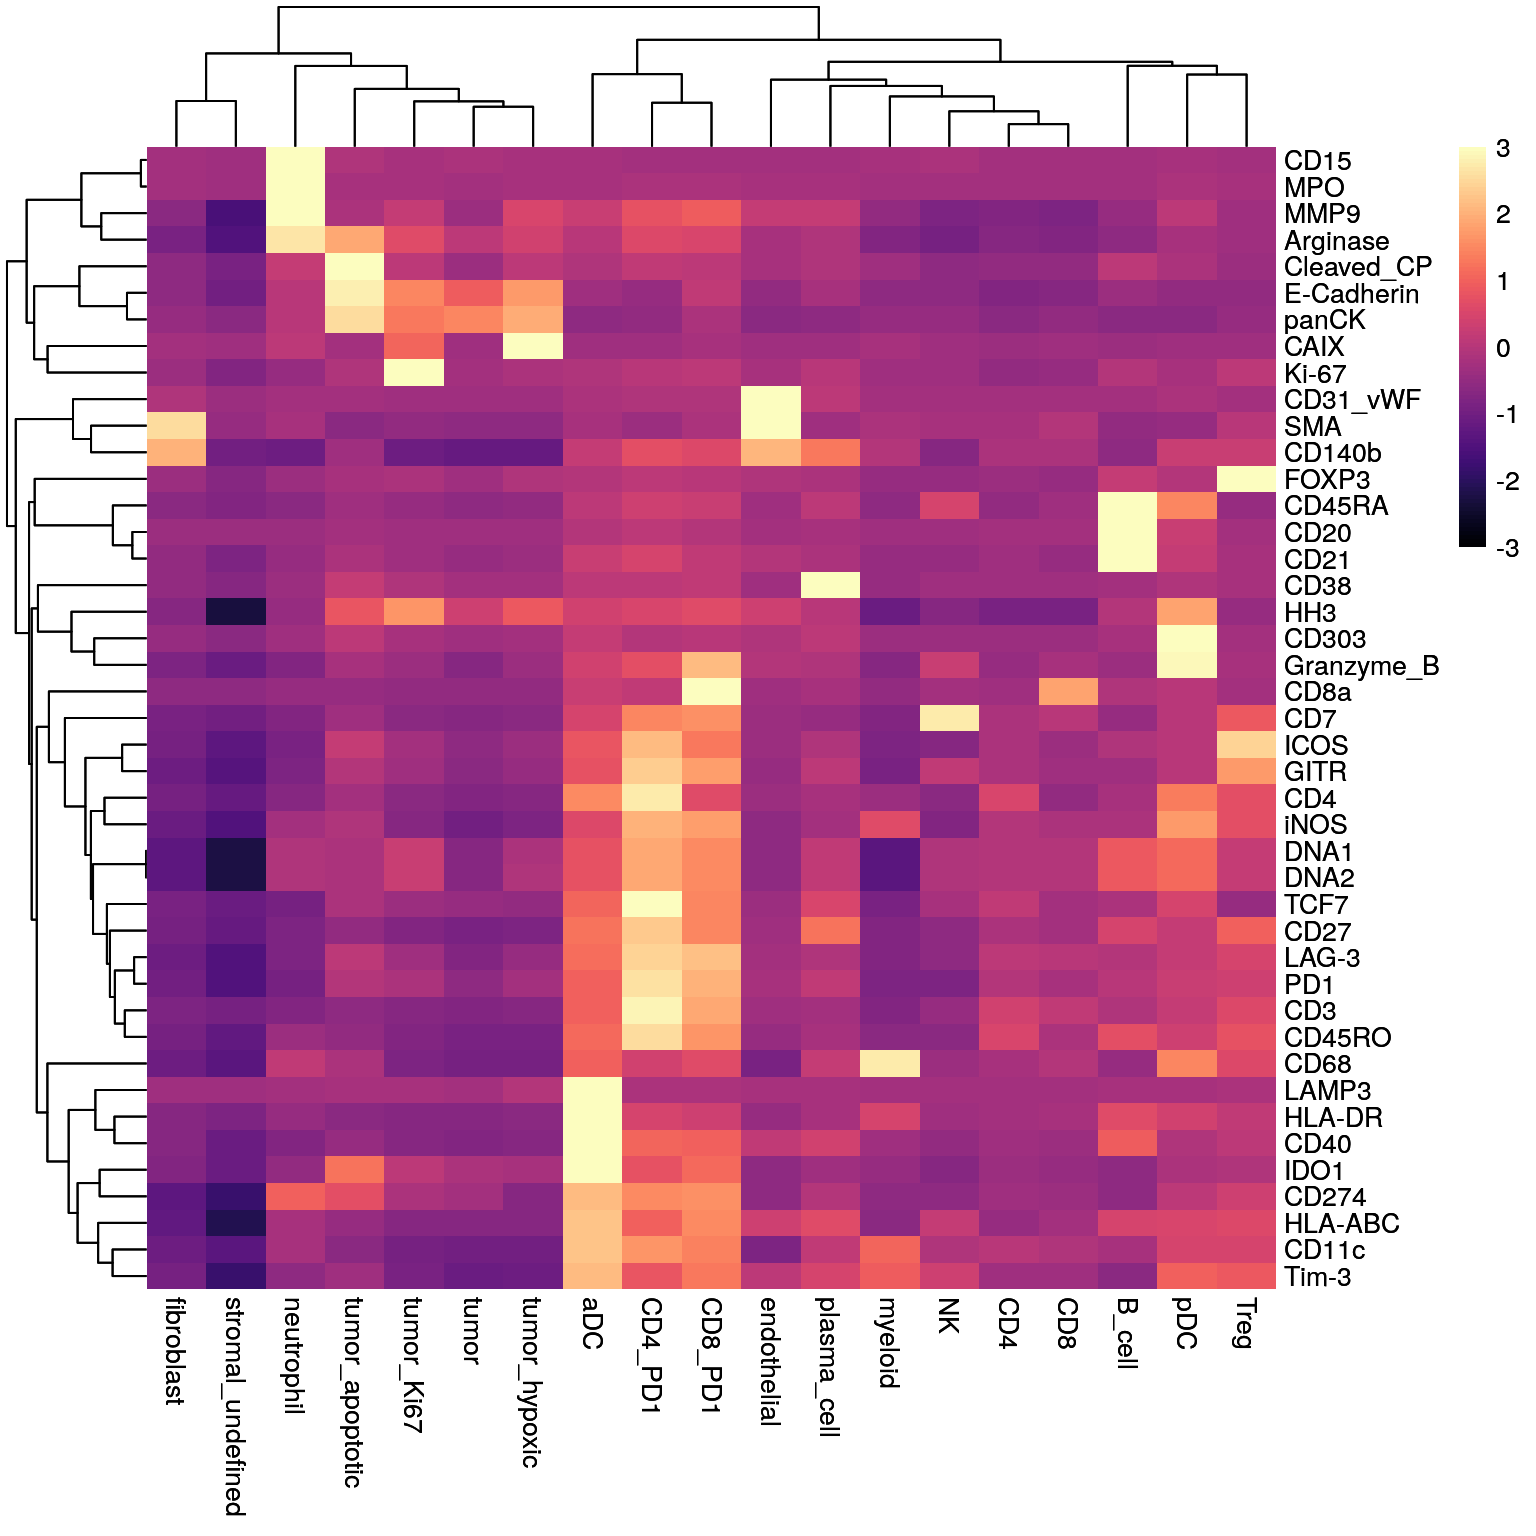 CD15
MPO
MMP9
Arginase
Cleaved_CP
E-Cadherin
panCK
CAIX
Ki-67
CD31_vWF
SMA
CD140b
FOXP3
CD45RA
CD20
CD21
CD38
HH3
CD303
Granzyme_B
CD8a
CD7
ICOS
GITR
CD4
iNOS
DNA1
DNA2
TCF7
CD27
LAG-3
PD1
CD3
CD45RO
CD68
LAMP3
HLA-DR
CD40
IDO1
CD274
HLA-ABC
CD11c
Tim-3
3
2
1
0
-1
-2
-3
fibroblast
stromal_undefined
neutrophil
tumor_apoptotic
tumor_Ki67
tumor
tumor_hypoxic
aDC
CD4_PD1
CD8_PD1
endothelial
plasma_cell
myeloid
NK
CD4
CD8
B_cell
pDC
Treg